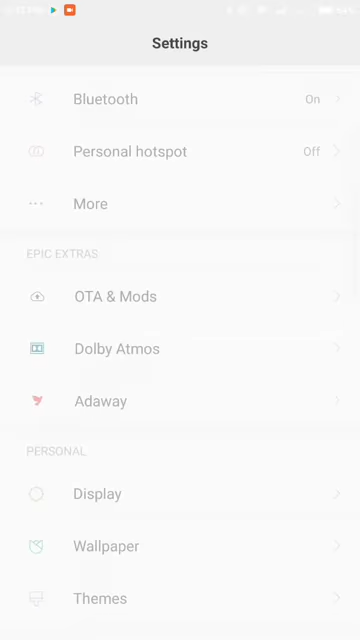 Settings
Bluetooth On
Personal hotspot Off
More
EPIC EXTRAS
OTA & Mods
Dolby Atmos
Adaway
PERSONAL
Display
Wallpaper
Themes